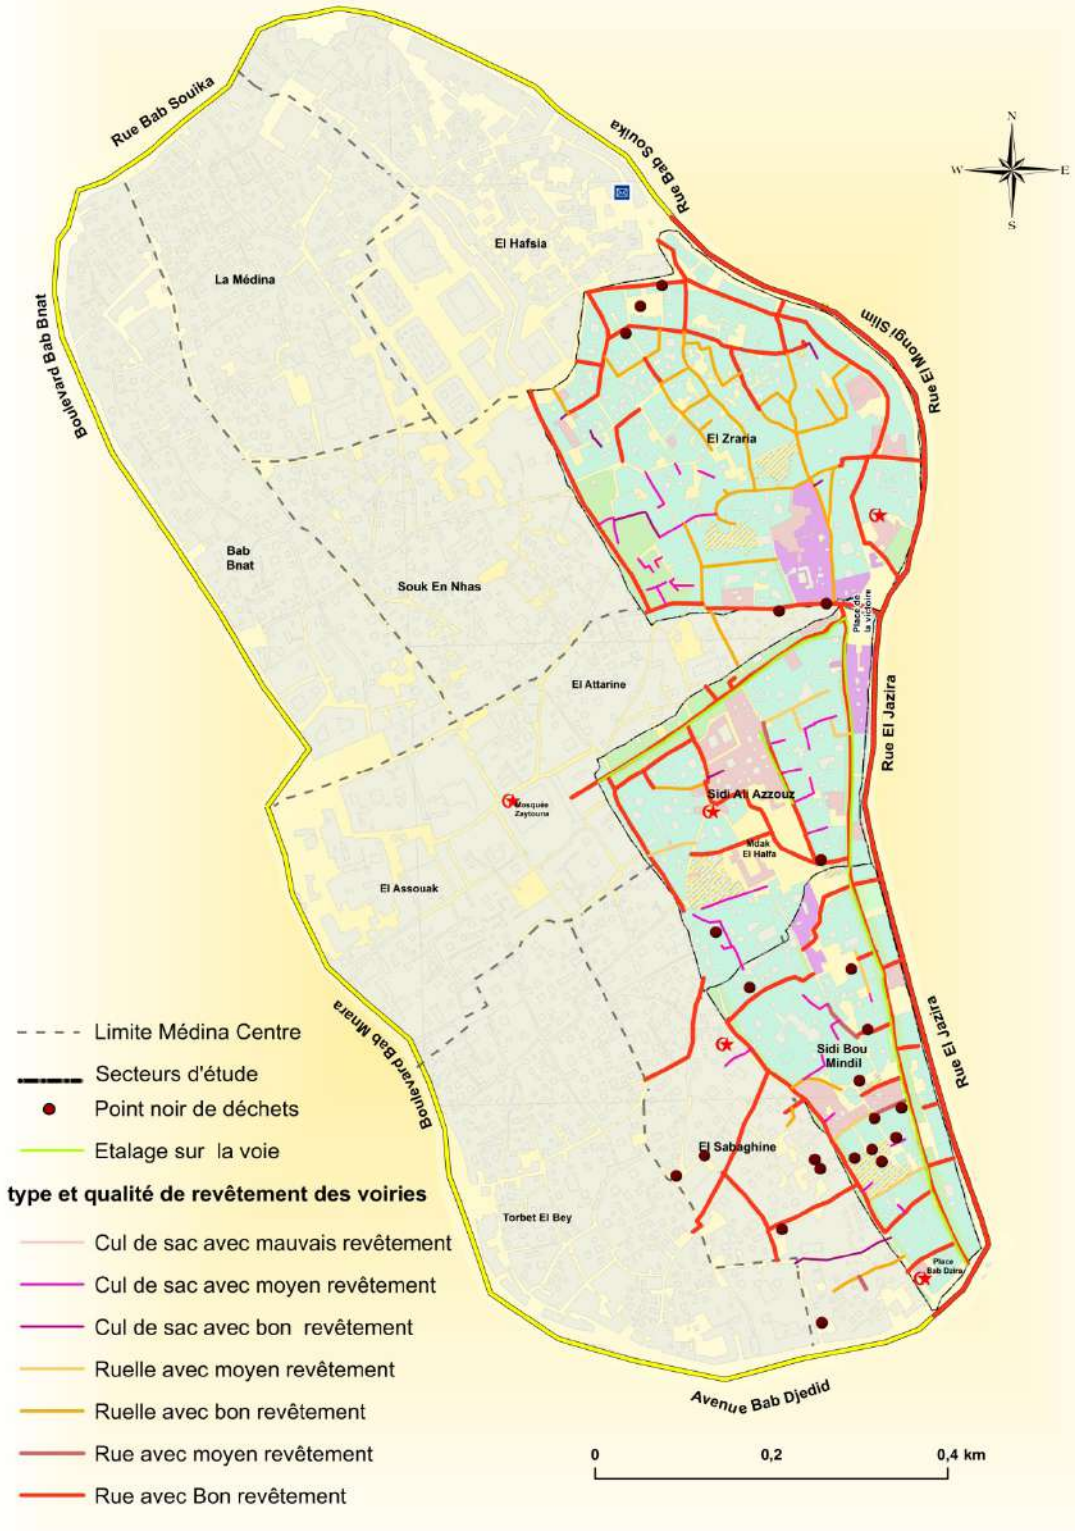 Rue Bab Souika
Rue Bab Souika
N
W
E
S
El Hafsia
La Médina
Boulevard Bab Bnat
Rue El Mongi Slim
El Zraria
Bab
Bnat
Souk En Nhas
Place de
la victoire
El Attarine
Rue El Jazira
Sidi Ali Azzouz
Mosquée
Zaytouna
Mdak
El Halfa
El Assouak
Boulevard Bab Mnara
Rue El Jazira
Sidi Bou
Mindil
El Sabaghine
Torbet El Bey
Place
Bab Dzira
Avenue Bab Djedid
Limite Médina Centre
Secteurs d'étude
Point noir de déchets
Etalage sur la voie
type et qualité de revêtement des voiries
Cul de sac avec mauvais revêtement
Cul de sac avec moyen revêtement
Cul de sac avec bon revêtement
Ruelle avec moyen revêtement
Ruelle avec bon revêtement
Rue avec moyen revêtement
Rue avec Bon revêtement
0 0,2 0,4 km